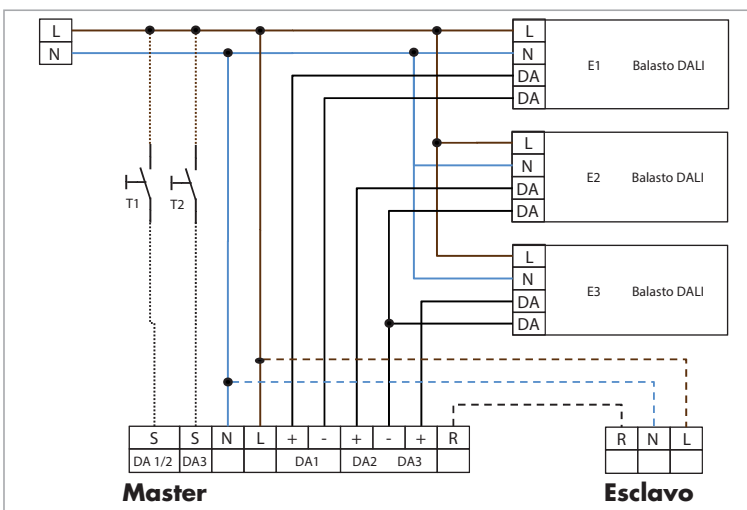 L
N
L
N
DA
DA
E1 Balasto DALI
L
N
DA
DA
E2 Balasto DALI
T1
T2
L
N
DA
DA
E3 Balasto DALI
S S N L + - + - + R
DA 1/2 DA3 DA1 DA2 DA3
R N L
Master
Esclavo